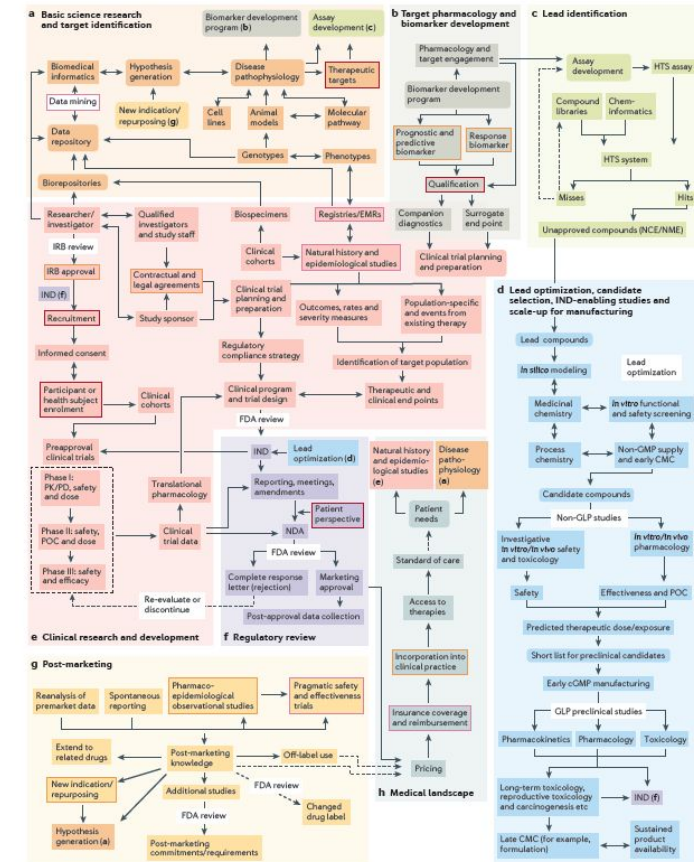 a Basic science research
and target identification
Biomarker development
program (b)
Assay
development (c)
Biomedical
informatics
Hypothesis
generation
Disease
pathophysiology
Therapeutic
targets
Data mining
New indication/
repurposing (g)
Cell
lines
Animal
models
Molecular
pathway
Data
repository
Genotypes
Phenotypes
Biorepositories
b Target pharmacology and
biomarker development
Pharmacology and
target engagement
Biomarker development
program
Prognostic and
predictive
biomarker
Response
biomarker
Qualification
Companion
diagnostics
Surrogate
end point
Clinical trial planning
and preparation
c Lead identification
Assay
development
HTS assay
Compound
libraries
Chem-
informatics
HTS system
Misses
Hits
Unapproved compounds (NCE/NME)
d Lead optimization, candidate
selection, IND-enabling studies and
scale-up for manufacturing
Lead compounds
In silico modeling
Lead
optimization
Medicinal
chemistry
In vitro functional
and safety screening
Process
chemistry
Non-GMP supply
and early CMC
Candidate compounds
Non-GLP studies
Investigative
in vitro/in vivo safety
and toxicology
In vitro/in vivo
pharmacology
Safety
Effectiveness and POC
Predicted therapeutic dose/exposure
Short list for preclinical candidates
Early cGMP manufacturing
GLP preclinical studies
Pharmacokinetics
Pharmacology
Toxicology
Long-term toxicology,
reproductive toxicology
and carcinogenesis etc
IND (f)
Late CMC (for example,
formulation)
Sustained
product
availability
Researcher/
investigator
Qualified
investigators
and study staff
Biospecimens
Registries/EMRs
IRB review
Clinical
cohorts
Natural history and
epidemiological studies
IRB approval
Contractual and
legal agreements
IND (f)
Clinical trial
planning and
preparation
Outcomes, rates and
severity measures
Population-specific
and events from
existing therapy
Recruitment
Study sponsor
Regulatory
compliance strategy
Informed consent
Identification of target population
Participant or
health subject
enrolment
Clinical
cohorts
Clinical program
and trial design
Therapeutic and
clinical end points
FDA review
Preapproval
clinical trials
Phase I:
PK/PD, safety
and dose
Translational
pharmacology
Phase II: safety,
POC and dose
Clinical
trial data
Phase III: safety
and efficacy
Re-evaluate or
discontinue
e Clinical research and development
IND
Lead
optimization (d)
Reporting, meetings,
amendments
Patient
perspective
NDA
FDA review
Complete response
letter (rejection)
Marketing
approval
Post-approval data collection
f Regulatory review
Natural history
and epidemio-
logical studies
(e)
Disease
patho-
physiology
(a)
Patient
needs
Standard of care
Access to
therapies
Incorporation into
clinical practice
Insurance coverage
and reimbursement
Pricing
h Medical landscape
g Post-marketing
Reanalysis of
premarket data
Spontaneous
reporting
Pharmaco-
epidemiological
observational studies
Pragmatic safety
and effectiveness
trials
Extend to
related drugs
Post-marketing
knowledge
Off-label use
New indication/
repurposing
Additional studies
FDA review
Changed
drug label
FDA review
Hypothesis
generation (a)
Post-marketing
commitments/requirements